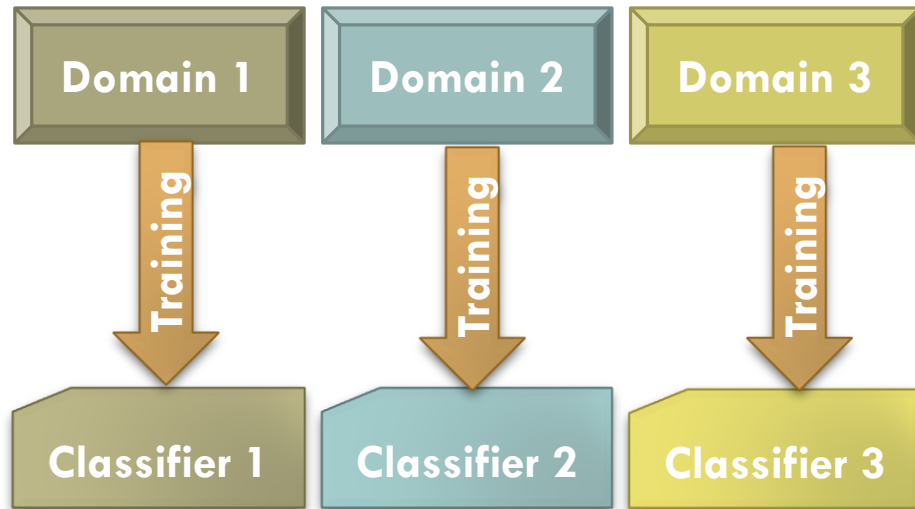 Domain 1
Domain 2
Domain 3
Training
Training
Training
Classifier 1
Classifier 2
Classifier 3